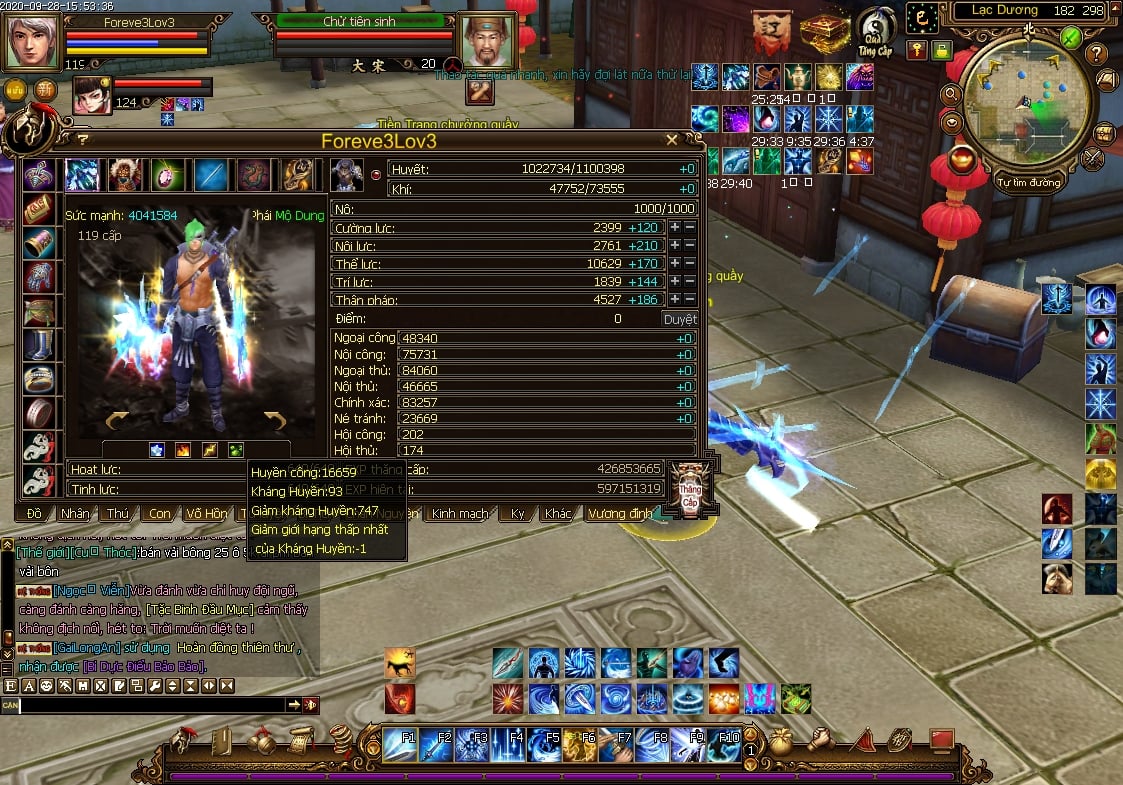 2020-09-28-15:53:36
Foreve3Lov3
119
124
Chử tiên sinh
大宋 20
Thao tác quá nhanh, xin hãy đợi lát nữa thử lại
Tiền Trang chưởng quầy
Quà Tặng Cấp
Lạc Dương 182 298
北
Tự tìm đường
29:33 9:35 29:36 4:37
29:40
Foreve3Lov3
Sức mạnh: 4041584
Phái Mộ Dung
119 cấp
Huyết: 1022734/1100398 +0
Khí: 47752/73555 +0
Nộ: 1000/1000
Cường lực: 2399 +120
Nội lực: 2761 +210
Thể lực: 10629 +170
Trí lực: 1839 +144
Thân pháp: 4527 +186
Điểm: 0 Duyệt
Ngoại công 48340 +0
Nội công: 75731 +0
Ngoại thủ: 84060 +0
Nội thủ: 46665 +0
Chính xác: 83257 +0
Né tránh: 23669 +0
Hội công: 202
Hội thủ: 174
Hoạt lực:
cấp: 426853665
Tinh lực:
597151319
Thăng Cấp
Huyền công:16659
Kháng Huyền:93
Giảm kháng Huyền:747
Giảm giới hạng thấp nhất
của Kháng Huyền:-1
Đồ Nhân Thú Con Võ Hồn Kinh mạch Kỵ Khác Vương đỉnh
g quầy
[Thế giới]
bán vải bông 25 ô
vải bôn
[Ngọc Viễn]Vừa đánh vừa chỉ huy đội ngũ,
càng đánh càng hăng, [Tặc Binh Đầu Mục] cảm thấy
không địch nổi, hét to: Trời muốn diệt ta !
[GaiLongAn] sử dụng Hoàn đồng thiên thư ,
nhận được [Bỉ Dực Điểu Bảo Bảo].
CẬN
F1 F2 F3 F4 F5 F6 F7 F8 F9 F10
1